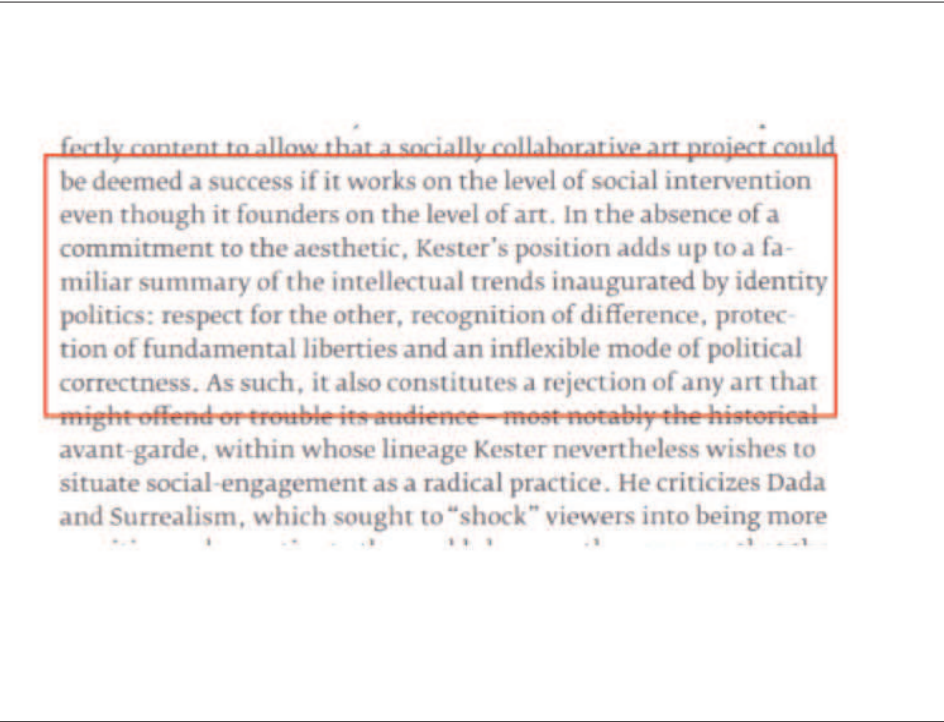 fectly content to allow that a socially collaborative art project could
be deemed a success if it works on the level of social intervention
even though it founders on the level of art. In the absence of a
commitment to the aesthetic, Kester's position adds up to a fa-
miliar summary of the intellectual trends inaugurated by identity
politics: respect for the other, recognition of difference, protec-
tion of fundamental liberties and an inflexible mode of political
correctness. As such, it also constitutes a rejection of any art that
might offend or trouble its audience – most notably the historical
avant-garde, within whose lineage Kester nevertheless wishes to
situate social-engagement as a radical practice. He criticizes Dada
and Surrealism, which sought to “shock” viewers into being more